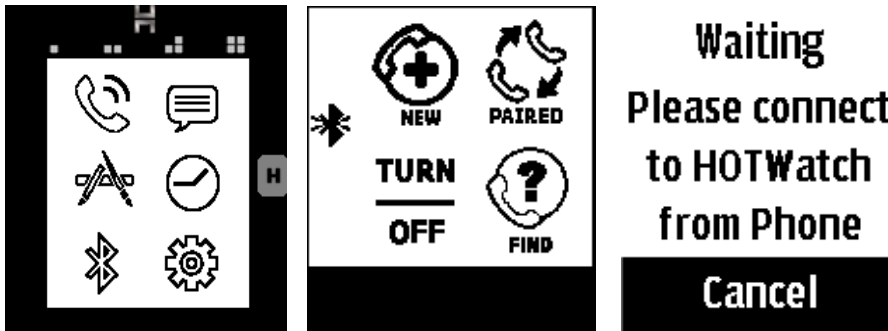 H
NEW
PAIRED
TURN
OFF
FIND
Waiting
Please connect
to HOTWatch
from Phone
Cancel